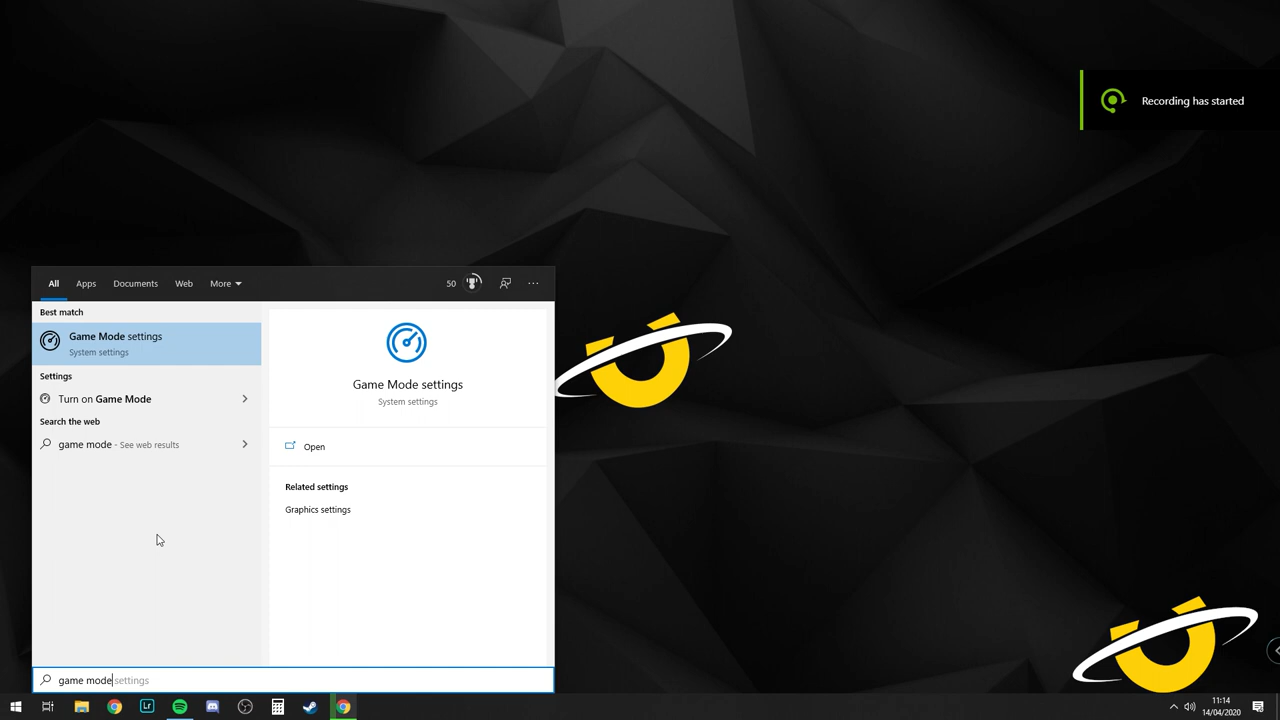 Recording has started
All Apps Documents Web More 50
Best match
Game Mode settings
System settings
Settings
Turn on Game Mode
Search the web
game mode - See web results
Game Mode settings
System settings
Open
Related settings
Graphics settings
game mode settings
Lr
11:14
14/04/2020